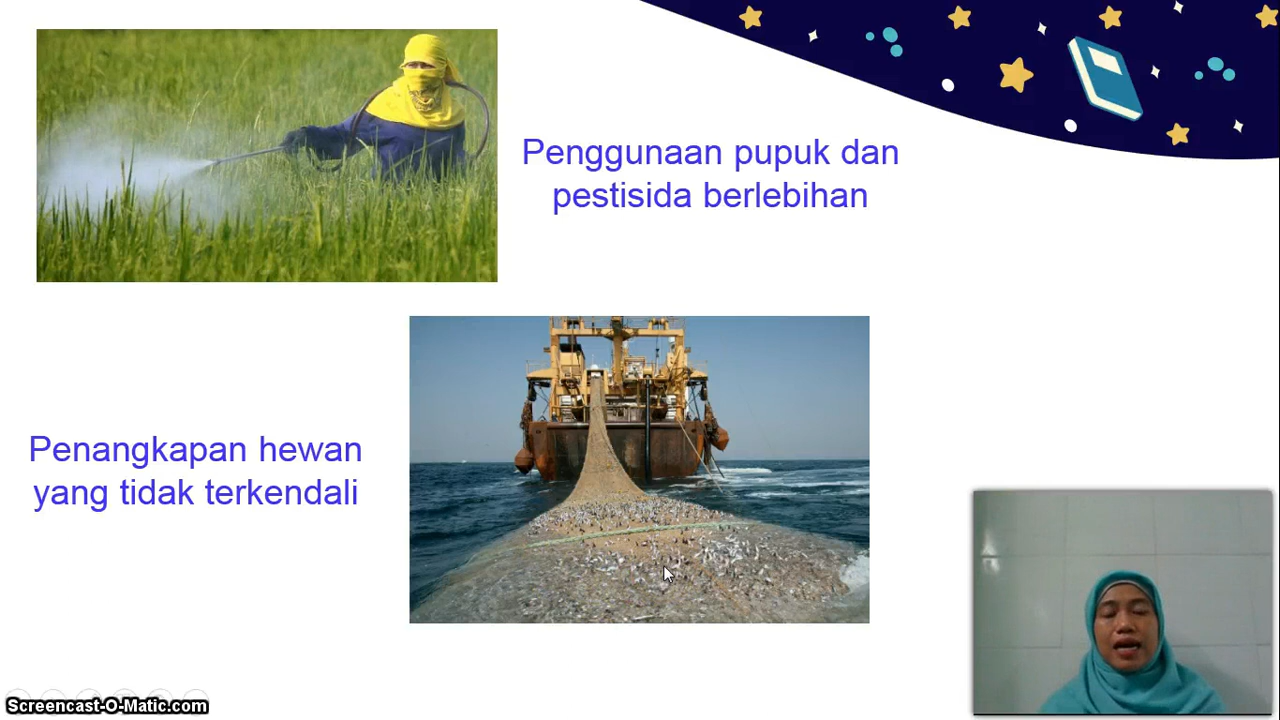 Penggunaan pupuk dan
pestisida berlebihan
Penangkapan hewan
yang tidak terkendali
Screencast-O-Matic.com